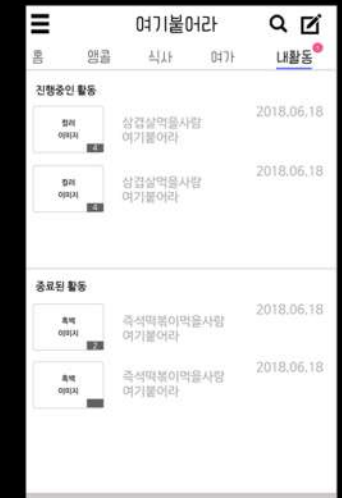 여기붙어라
홈 앵콜 식사 여가 내활동
진행중인 활동
컬러
이미지
4
삼겹살먹을사람
여기붙어라
2018.06.18
컬러
이미지
4
삼겹살먹을사람
여기붙어라
2018.06.18
종료된 활동
흑백
이미지
2
즉석떡볶이먹을사람
여기붙어라
2018.06.18
흑백
이미지
즉석떡볶이먹을사람
여기붙어라
2018.06.18